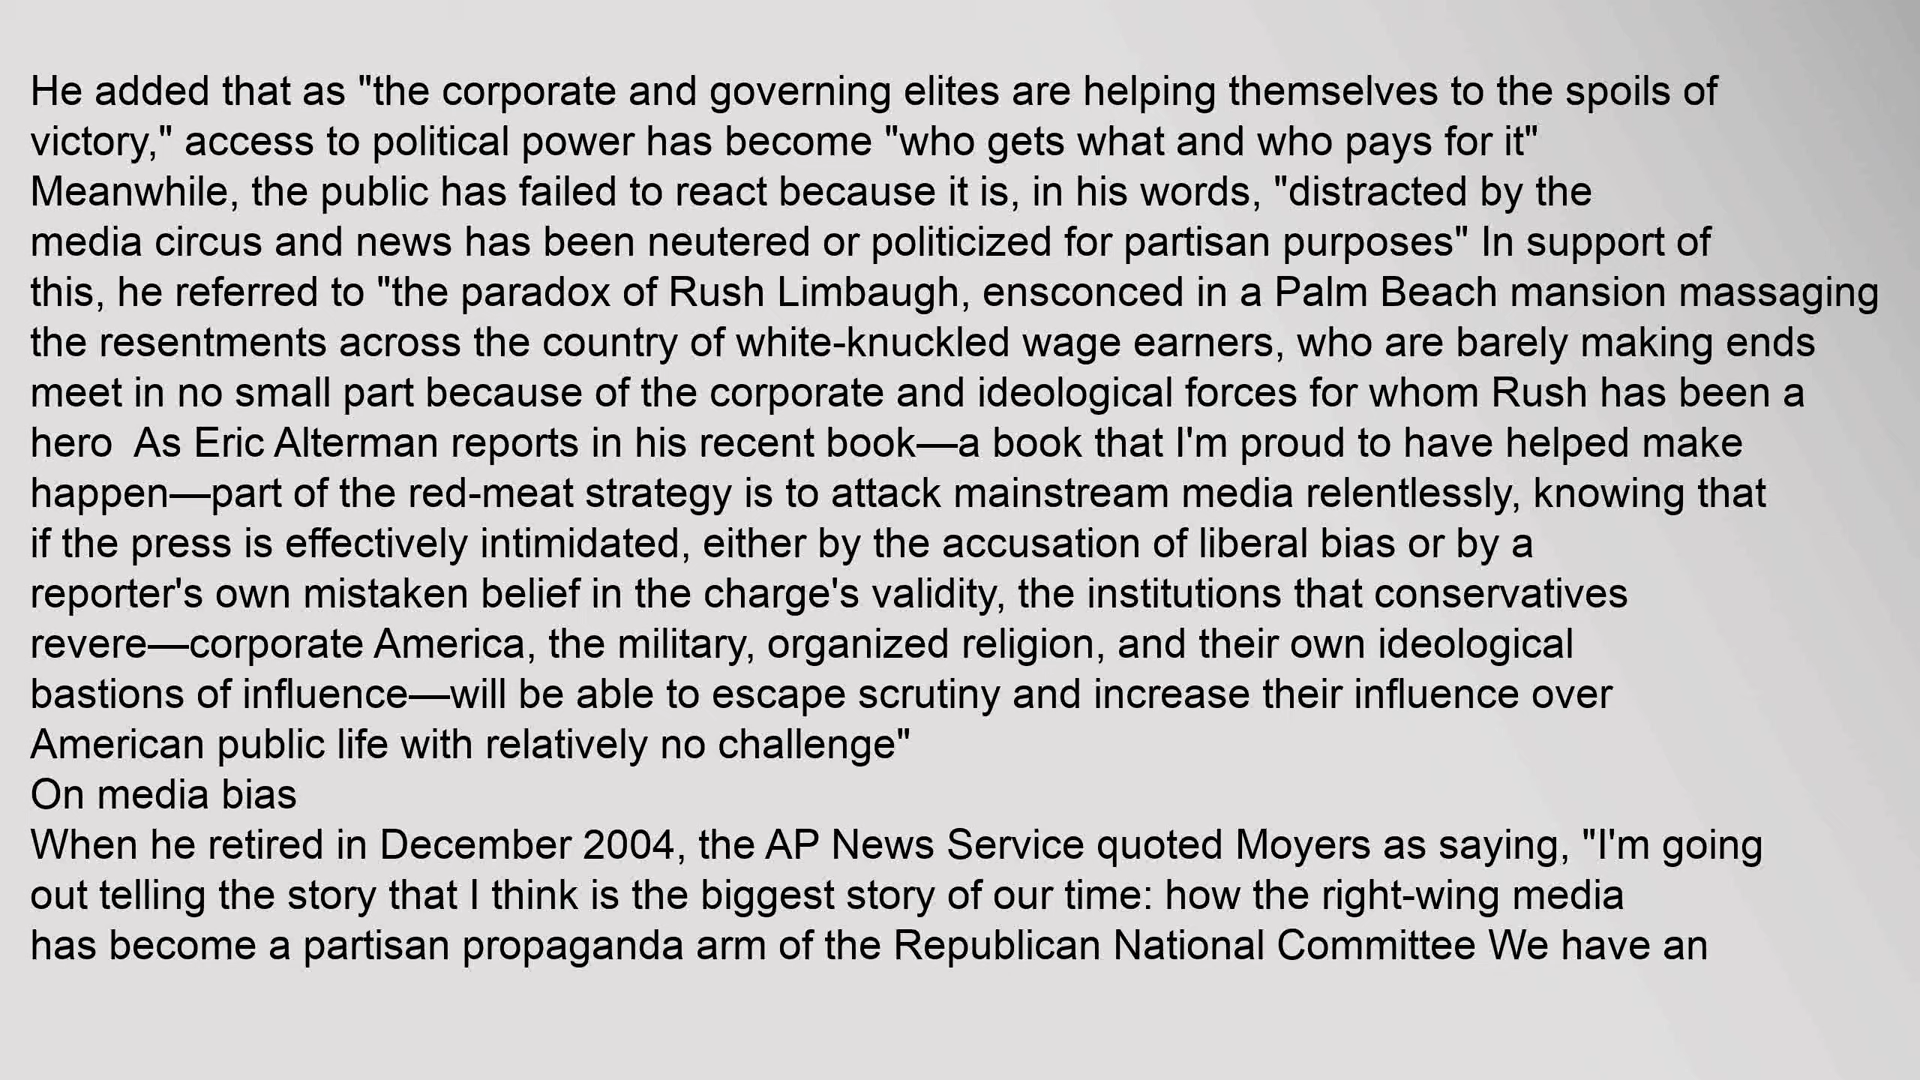 He added that as "the corporate and governing elites are helping themselves to the spoils of
victory," access to political power has become "who gets what and who pays for it"
Meanwhile, the public has failed to react because it is, in his words, "distracted by the
media circus and news has been neutered or politicized for partisan purposes" In support of
this, he referred to "the paradox of Rush Limbaugh, ensconced in a Palm Beach mansion massaging
the resentments across the country of white-knuckled wage earners, who are barely making ends
meet in no small part because of the corporate and ideological forces for whom Rush has been a
hero  As Eric Alterman reports in his recent book—a book that I'm proud to have helped make
happen—part of the red-meat strategy is to attack mainstream media relentlessly, knowing that
if the press is effectively intimidated, either by the accusation of liberal bias or by a
reporter's own mistaken belief in the charge's validity, the institutions that conservatives
revere—corporate America, the military, organized religion, and their own ideological
bastions of influence—will be able to escape scrutiny and increase their influence over
American public life with relatively no challenge"
On media bias
When he retired in December 2004, the AP News Service quoted Moyers as saying, "I'm going
out telling the story that I think is the biggest story of our time: how the right-wing media
has become a partisan propaganda arm of the Republican National Committee We have an